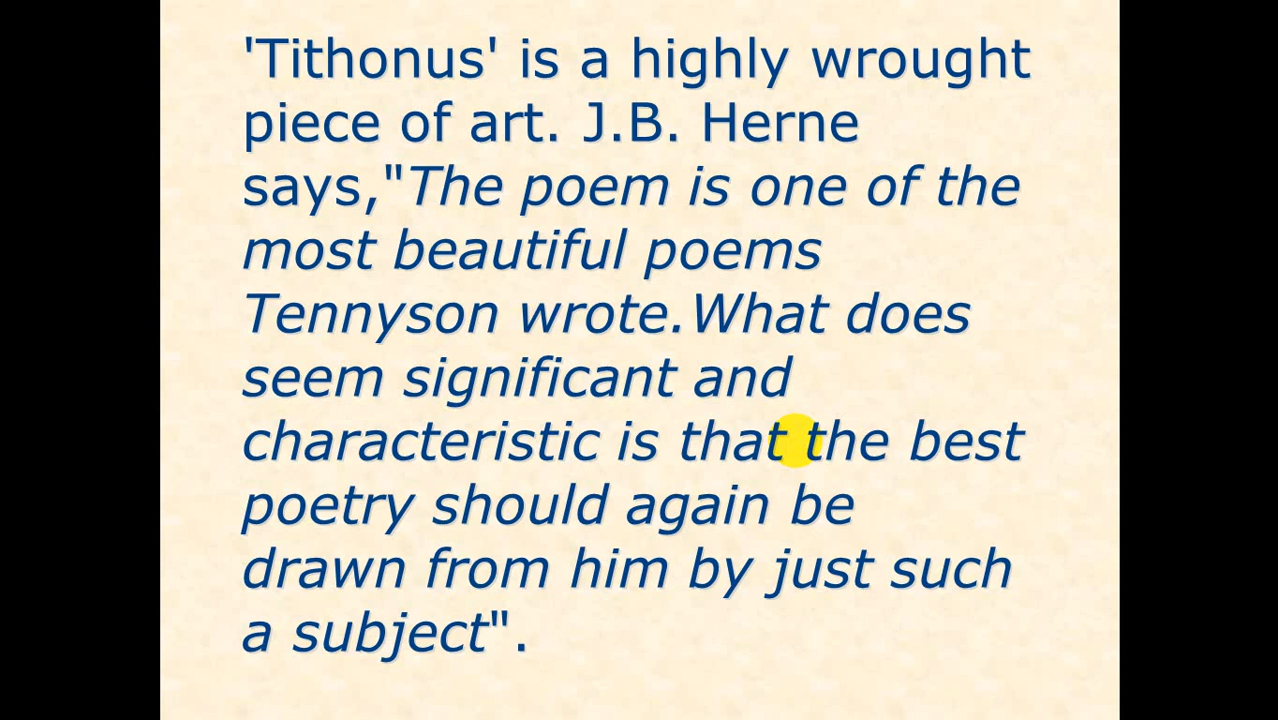 'Tithonus' is a highly wrought
piece of art. J.B. Herne
says,"The poem is one of the
most beautiful poems
Tennyson wrote.What does
seem significant and
characteristic is that the best
poetry should again be
drawn from him by just such
a subject".